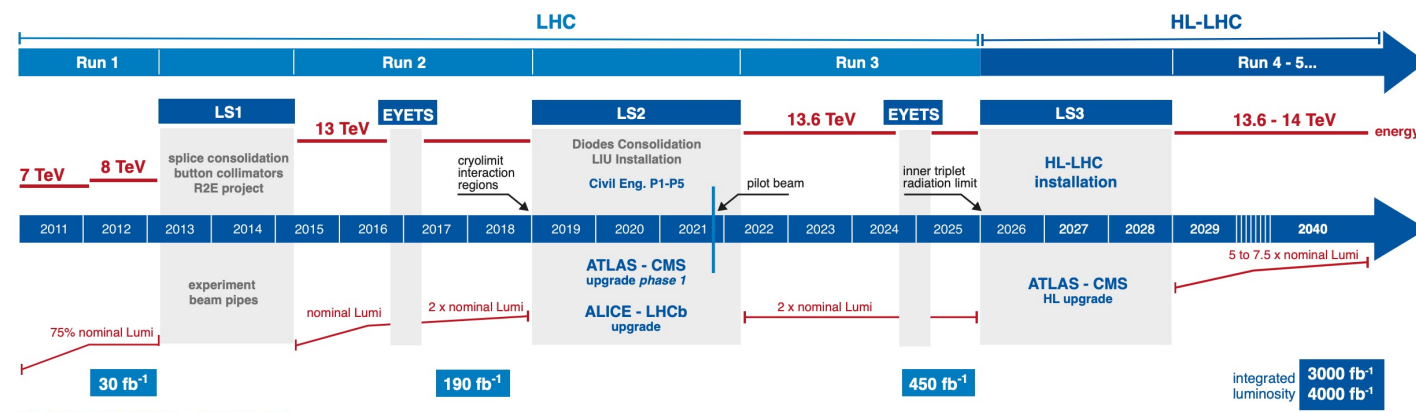 LHC
HL-LHC
Run 1
Run 2
Run 3
Run 4 - 5...
LS1
EYETS
LS2
EYETS
LS3
13 TeV
13.6 TeV
13.6 - 14 TeV
energy
7 TeV
8 TeV
splice consolidation
button collimators
R2E project
cryolimit
interaction
regions
Diodes Consolidation
LIU Installation
Civil Eng. P1-P5
pilot beam
inner triplet
radiation limit
HL-LHC
installation
2011
2012
2013
2014
2015
2016
2017
2018
2019
2020
2021
2022
2023
2024
2025
2026
2027
2028
2029
2040
5 to 7.5 x nominal Lumi
experiment
beam pipes
ATLAS - CMS
upgrade phase 1
ALICE - LHCb
upgrade
ATLAS - CMS
HL upgrade
75% nominal Lumi
nominal Lumi
2 x nominal Lumi
2 x nominal Lumi
30 fb⁻¹
190 fb⁻¹
450 fb⁻¹
integrated
luminosity
3000 fb⁻¹
4000 fb⁻¹